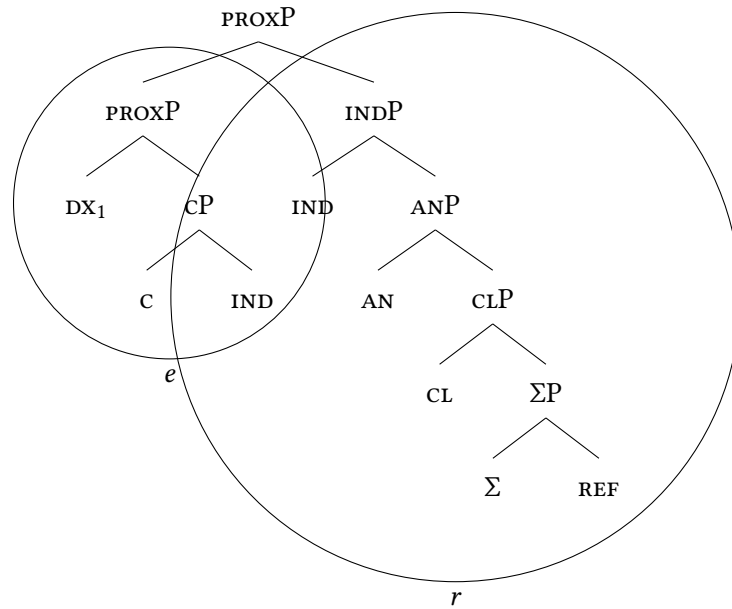 PROXP
PROXP INDP
DX₁ CP IND ANP
C IND AN CLP
e CL ΣP
Σ REF
r